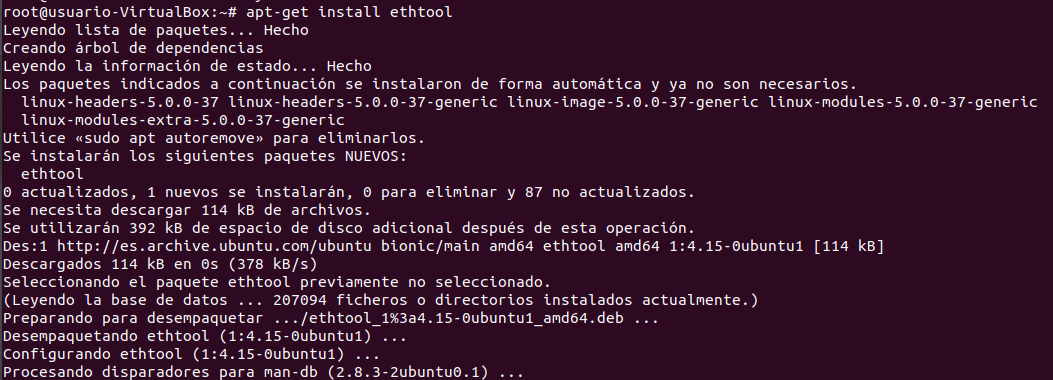 root@usuario-VirtualBox:~# apt-get install ethtool
Leyendo lista de paquetes... Hecho
Creando árbol de dependencias
Leyendo la información de estado... Hecho
Los paquetes indicados a continuación se instalaron de forma automática y ya no son necesarios.
  linux-headers-5.0.0-37 linux-headers-5.0.0-37-generic linux-image-5.0.0-37-generic linux-modules-5.0.0-37-generic
  linux-modules-extra-5.0.0-37-generic
Utilice «sudo apt autoremove» para eliminarlos.
Se instalarán los siguientes paquetes NUEVOS:
  ethtool
0 actualizados, 1 nuevos se instalarán, 0 para eliminar y 87 no actualizados.
Se necesita descargar 114 kB de archivos.
Se utilizarán 392 kB de espacio de disco adicional después de esta operación.
Des:1 http://es.archive.ubuntu.com/ubuntu bionic/main amd64 ethtool amd64 1:4.15-0ubuntu1 [114 kB]
Descargados 114 kB en 0s (378 kB/s)
Seleccionando el paquete ethtool previamente no seleccionado.
(Leyendo la base de datos ... 207094 ficheros o directorios instalados actualmente.)
Preparando para desempaquetar .../ethtool_1%3a4.15-0ubuntu1_amd64.deb ...
Desempaquetando ethtool (1:4.15-0ubuntu1) ...
Configurando ethtool (1:4.15-0ubuntu1) ...
Procesando disparadores para man-db (2.8.3-2ubuntu0.1) ...